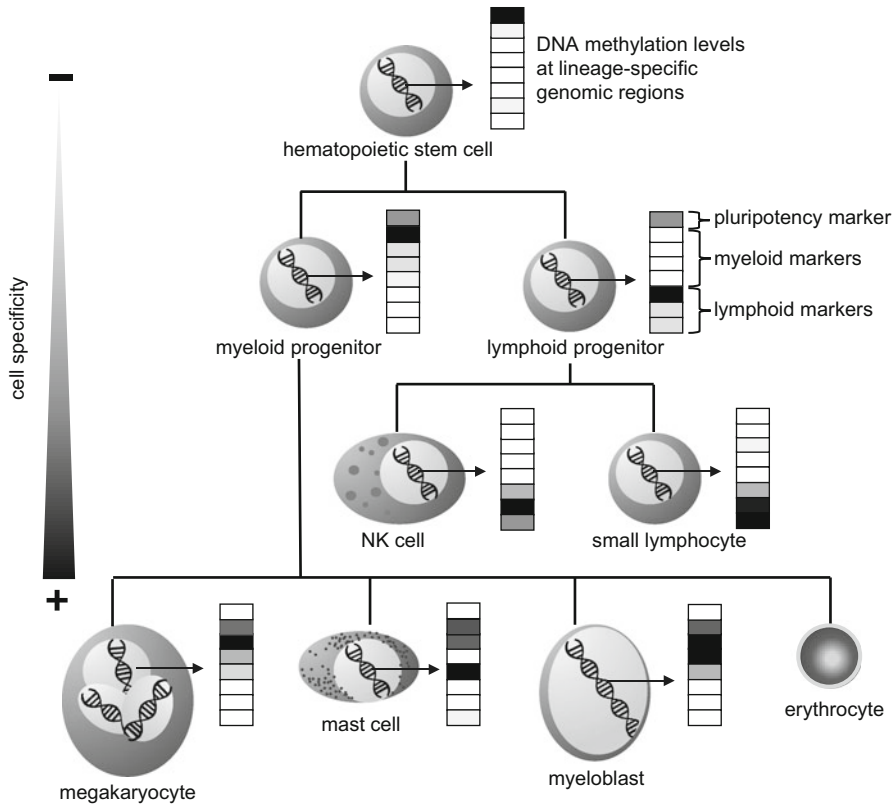 DNA methylation levels
at lineage-specific
genomic regions
hematopoietic stem cell
pluripotency marker
myeloid markers
lymphoid markers
myeloid progenitor
lymphoid progenitor
cell specificity
NK cell
small lymphocyte
+
mast cell
erythrocyte
myeloblast
megakaryocyte